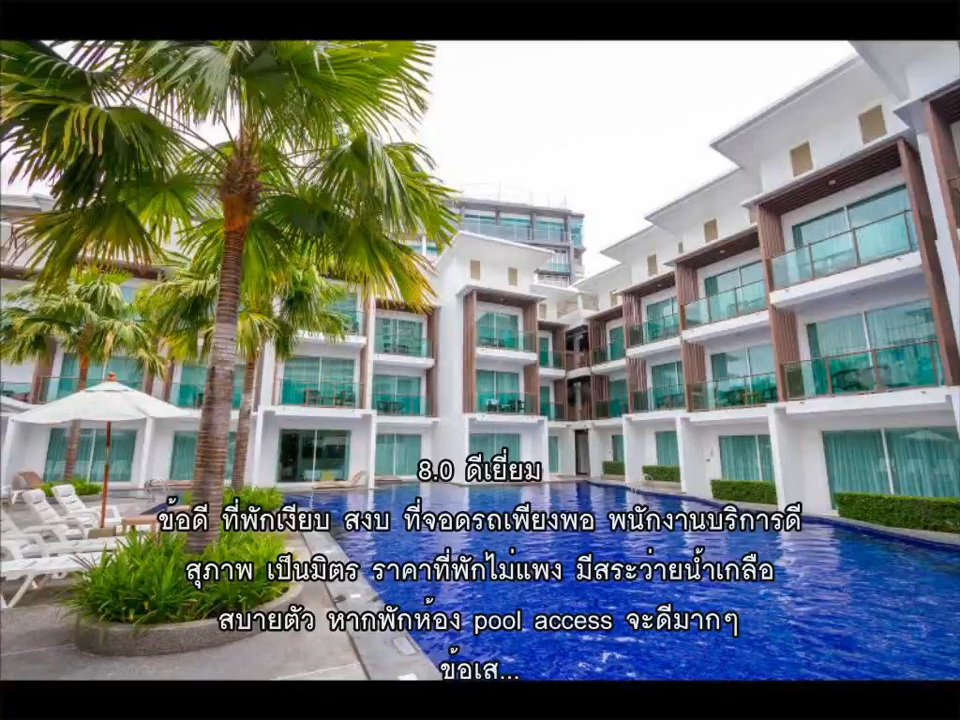 8.0 ดีเยี่ยม
ข้อดี ที่พักเงียบ สงบ ที่จอดรถเพียงพอ พนักงานบริการดี
สุภาพ เป็นมิตร ราคาที่พักไม่แพง มีสระว่ายน้ำเกลือ
สบายตัว หากพักห้อง pool access จะดีมากๆ
ข้อเส...